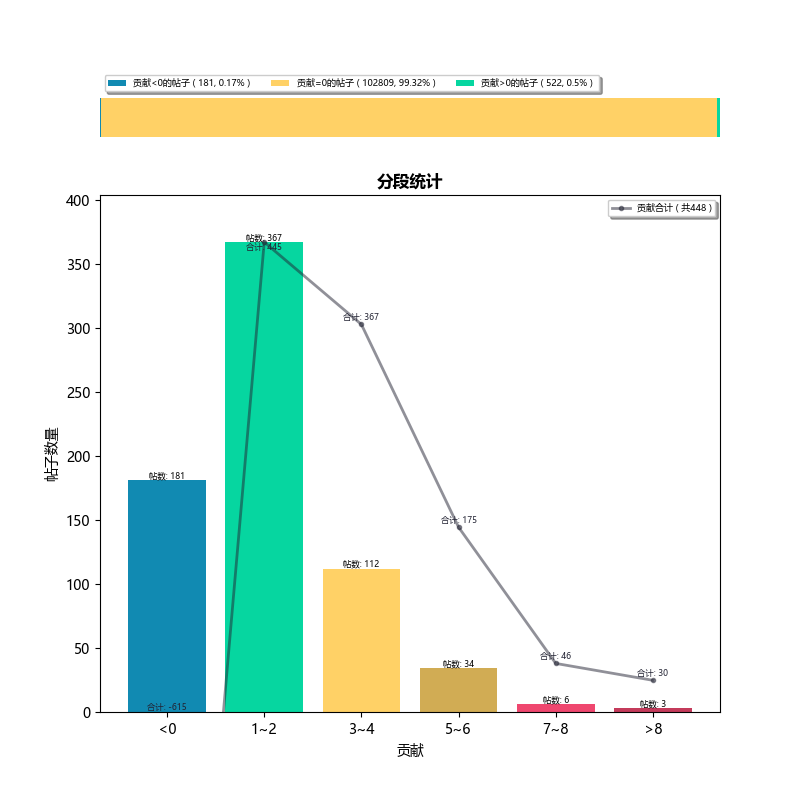 贡献<0的帖子 ( 181, 0.17% ) 贡献=0的帖子 ( 102809, 99.32% ) 贡献>0的帖子 ( 522, 0.5% )
分段统计
贡献合计 ( 共448 )
400
350
300
250
200
150
100
50
0
帖子数量
帖数: 181
合计: -615
帖数: 367
合计: 445
合计: 367
帖数: 112
合计: 175
帖数: 34
合计: 46
帖数: 6
合计: 30
帖数: 3
<0 1~2 3~4 5~6 7~8 >8
贡献